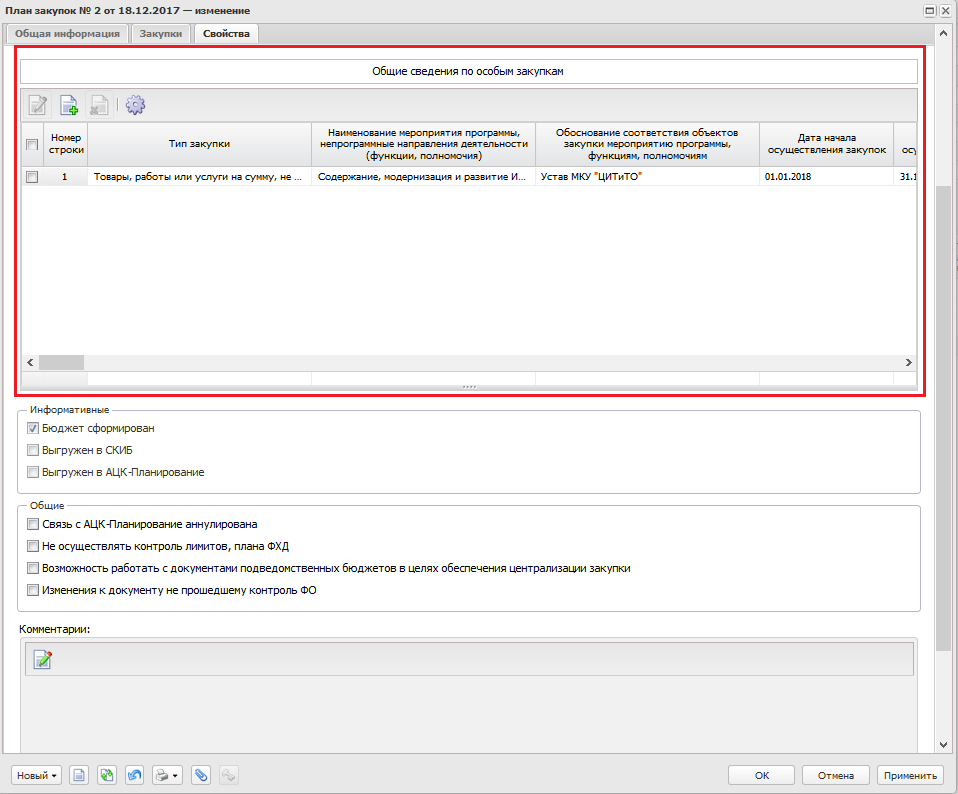 План закупок № 2 от 18.12.2017 — изменение
Общая информация
Закупки
Свойства
Общие сведения по особым закупкам
Номер строки
Тип закупки
Наименование мероприятия программы, непрограммные направления деятельности (функции, полномочия)
Обоснование соответствия объектов закупки мероприятию программы, функциям, полномочиям
Дата начала осуществления закупок
осу
1
Товары, работы или услуги на сумму, не ...
Содержание, модернизация и развитие И...
Устав МКУ "ЦИТиТО"
01.01.2018
31.1
Информативные
Бюджет сформирован
Выгружен в СКИБ
Выгружен в АЦК-Планирование
Общие
Связь с АЦК-Планирование аннулирована
Не осуществлять контроль лимитов, плана ФХД
Возможность работать с документами подведомственных бюджетов в целях обеспечения централизации закупки
Изменения к документу не прошедшему контроль ФО
Комментарии:
Новый
ОК
Отмена
Применить